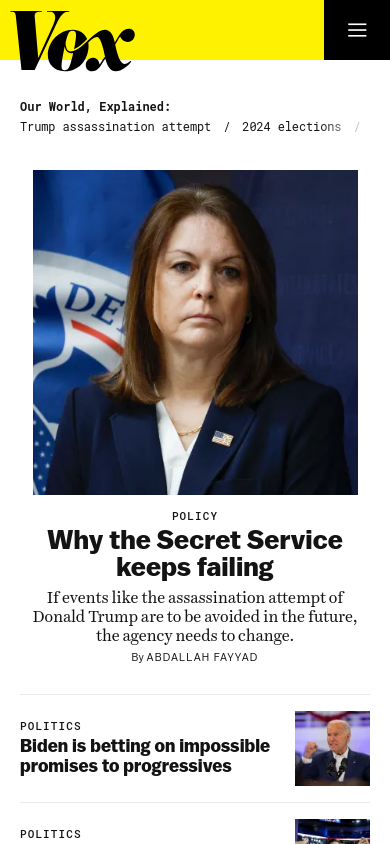 Vox
Our World, Explained:
Trump assassination attempt / 2024 elections /
DE
POLICY
Why the Secret Service
keeps failing
If events like the assassination attempt of
Donald Trump are to be avoided in the future,
the agency needs to change.
By ABDALLAH FAYYAD
POLITICS
Biden is betting on impossible
promises to progressives
POLITICS